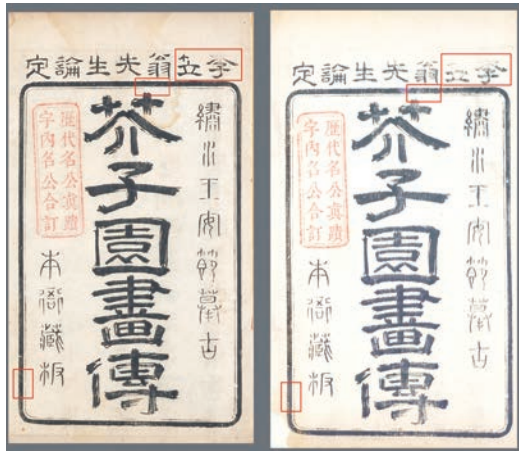 李笠翁先生論定
繡水王安節摹古
芥子園畫傳
歷代名公眞蹟
宇內名公合訂
本衙藏板
李笠翁先生論定
繡水王安節摹古
芥子園畫傳
歷代名公眞蹟
宇內名公合訂
本衙藏板